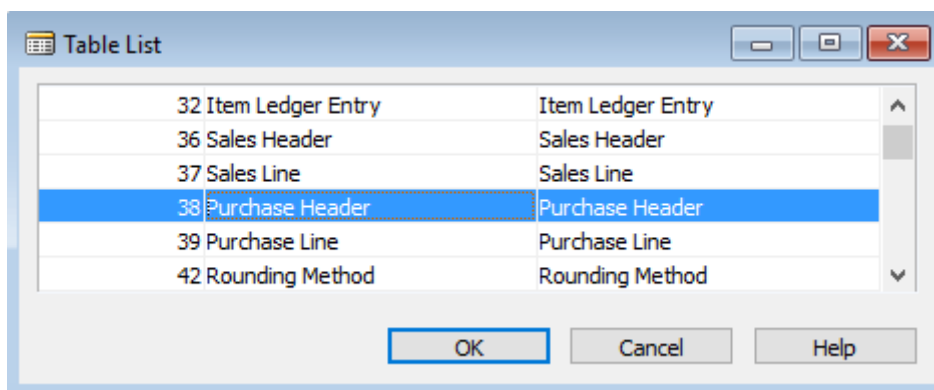 Table List
32 Item Ledger Entry Item Ledger Entry
36 Sales Header Sales Header
37 Sales Line Sales Line
38 Purchase Header Purchase Header
39 Purchase Line Purchase Line
42 Rounding Method Rounding Method
OK Cancel Help